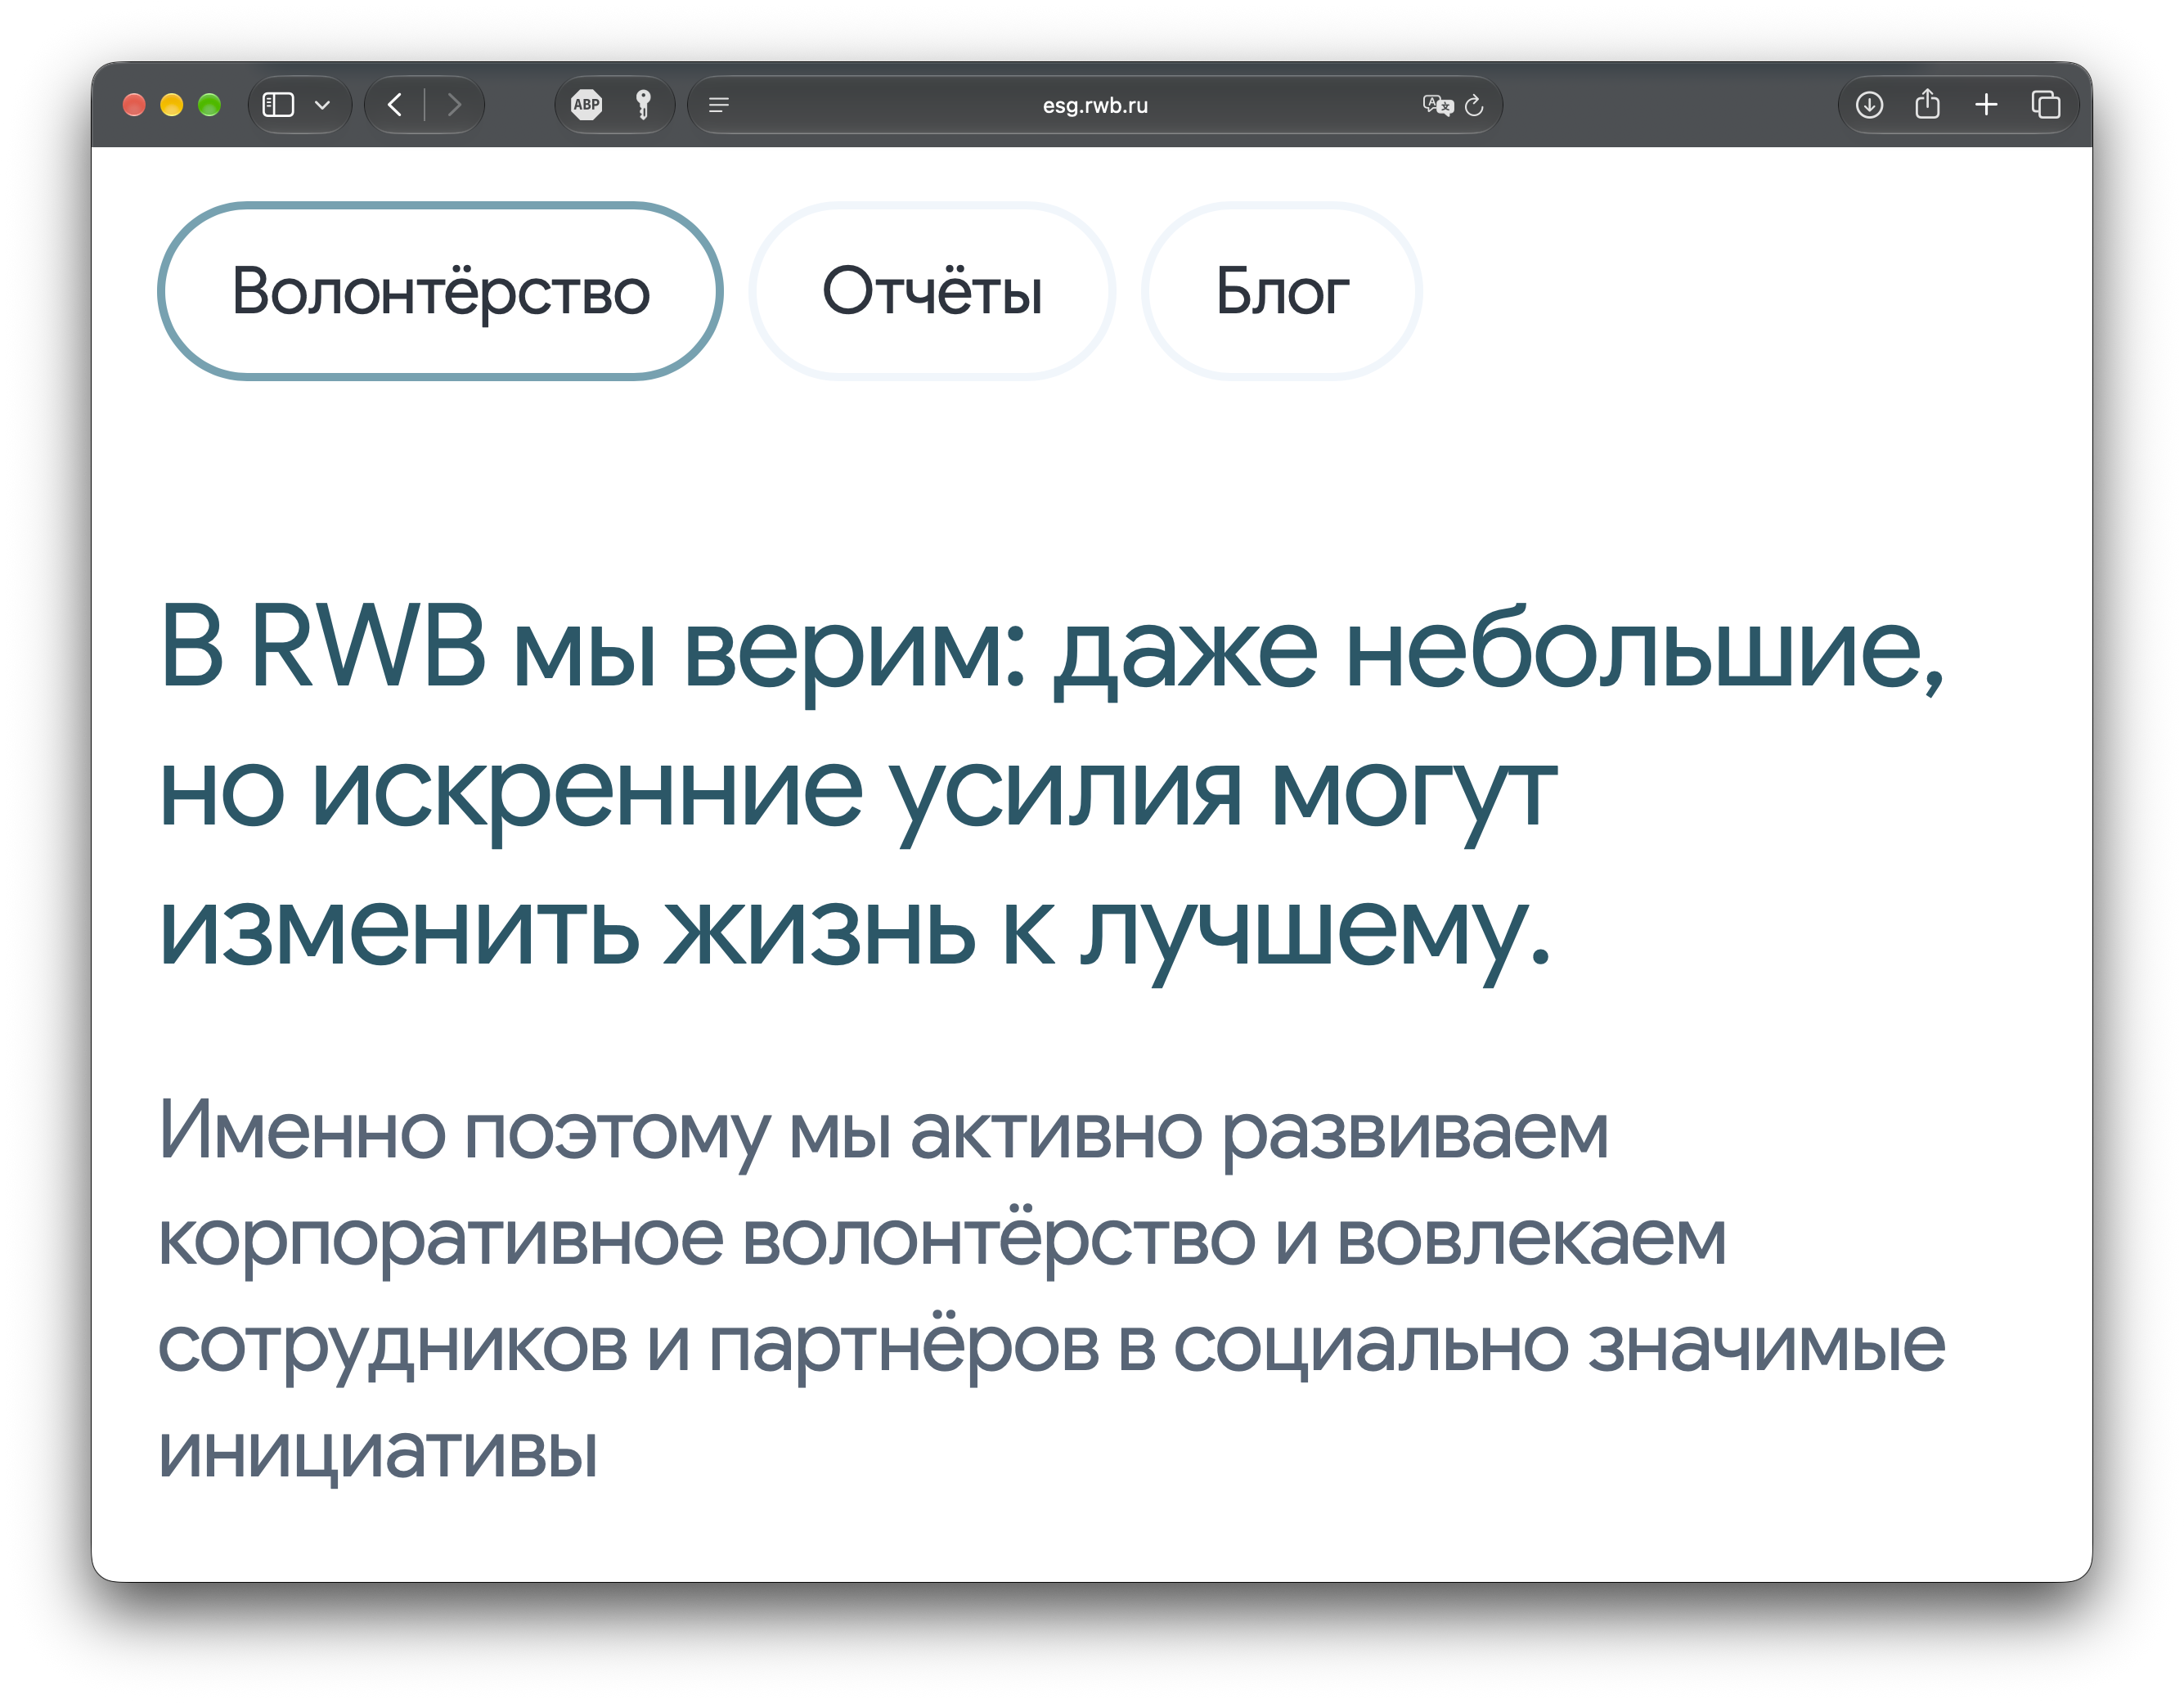 ABP
esg.rwb.ru
Волонтёрство
Отчёты
Блог
В RWB мы верим: даже небольшие,
но искренние усилия могут
изменить жизнь к лучшему.
Именно поэтому мы активно развиваем
корпоративное волонтёрство и вовлекаем
сотрудников и партнёров в социально значимые
инициативы